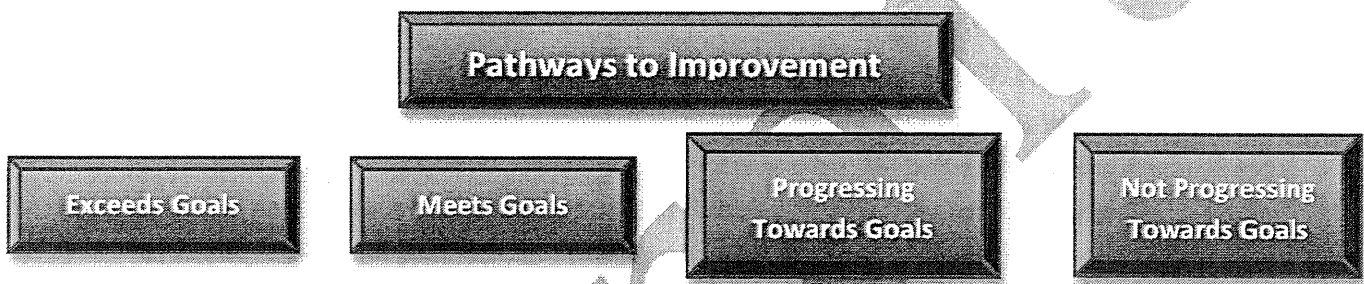 Pathways to Improvement
Exceeds Goals
Meets Goals
Progressing
Towards Goals
Not Progressing
Towards Goals